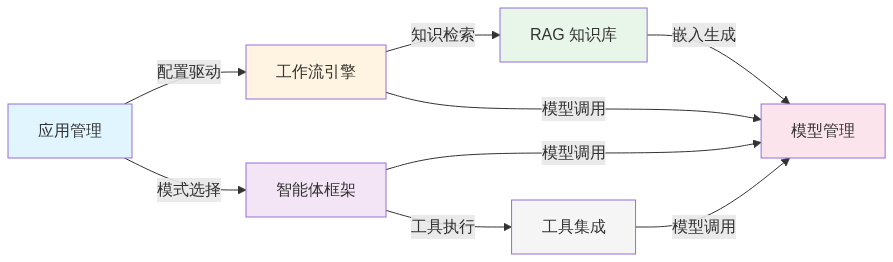 应用管理
配置驱动
模式选择
工作流引擎
智能体框架
知识检索
模型调用
模型调用
工具执行
RAG 知识库
工具集成
嵌入生成
模型调用
模型管理